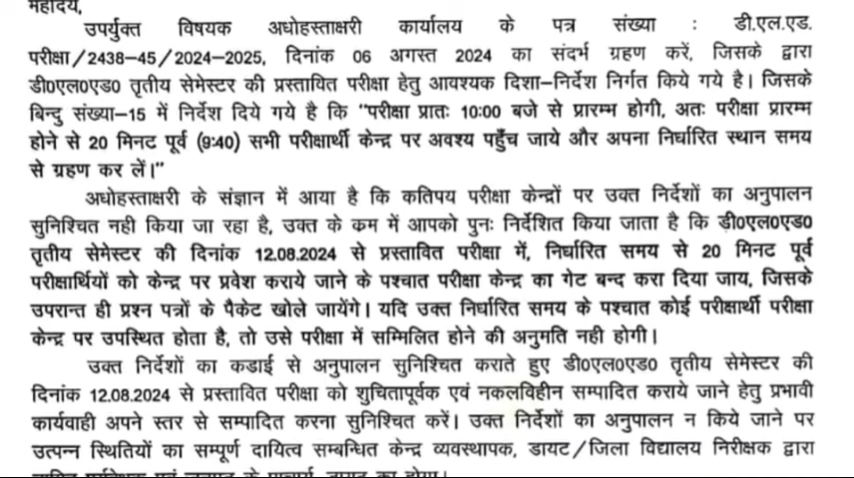 महोदय,
उपर्युक्त विषयक अधोहस्ताक्षरी कार्यालय के पत्र संख्या : डी.एल.एड.
परीक्षा/2438–45/2024–2025, दिनांक 06 अगस्त 2024 का संदर्भ ग्रहण करें, जिसके द्वारा
डी0एल0एड0 तृतीय सेमेस्टर की प्रस्तावित परीक्षा हेतु आवश्यक दिशा–निर्देश निर्गत किये गये है। जिसके
बिन्दु संख्या–15 में निर्देश दिये गये है कि "परीक्षा प्रातः 10:00 बजे से प्रारम्भ होगी, अतः परीक्षा प्रारम्भ
होने से 20 मिनट पूर्व (9:40) सभी परीक्षार्थी केन्द्र पर अवश्य पहुँच जाये और अपना निर्धारित स्थान समय
से ग्रहण कर लें।"
अधोहस्ताक्षरी के संज्ञान में आया है कि कतिपय परीक्षा केन्द्रों पर उक्त निर्देशों का अनुपालन
सुनिश्चित नही किया जा रहा है, उक्त के क्रम में आपको पुनः निर्देशित किया जाता है कि डी0एल0एड0
तृतीय सेमेस्टर की दिनांक 12.08.2024 से प्रस्तावित परीक्षा में, निर्धारित समय से 20 मिनट पूर्व
परीक्षार्थियों को केन्द्र पर प्रवेश कराये जाने के पश्चात परीक्षा केन्द्र का गेट बन्द करा दिया जाय, जिसके
उपरान्त ही प्रश्न पत्रों के पैकेट खोले जायेंगे। यदि उक्त निर्धारित समय के पश्चात कोई परीक्षार्थी परीक्षा
केन्द्र पर उपस्थित होता है, तो उसे परीक्षा में सम्मिलित होने की अनुमति नही होगी।
उक्त निर्देशों का कडाई से अनुपालन सुनिश्चित कराते हुए डी0एल0एड0 तृतीय सेमेस्टर की
दिनांक 12.08.2024 से प्रस्तावित परीक्षा को शुचितापूर्वक एवं नकलविहीन सम्पादित कराये जाने हेतु प्रभावी
कार्यवाही अपने स्तर से सम्पादित करना सुनिश्चित करें। उक्त निर्देशों का अनुपालन न किये जाने पर
उत्पन्न स्थितियों का सम्पूर्ण दायित्व सम्बन्धित केन्द्र व्यवस्थापक, डायट/जिला विद्यालय निरीक्षक द्वारा